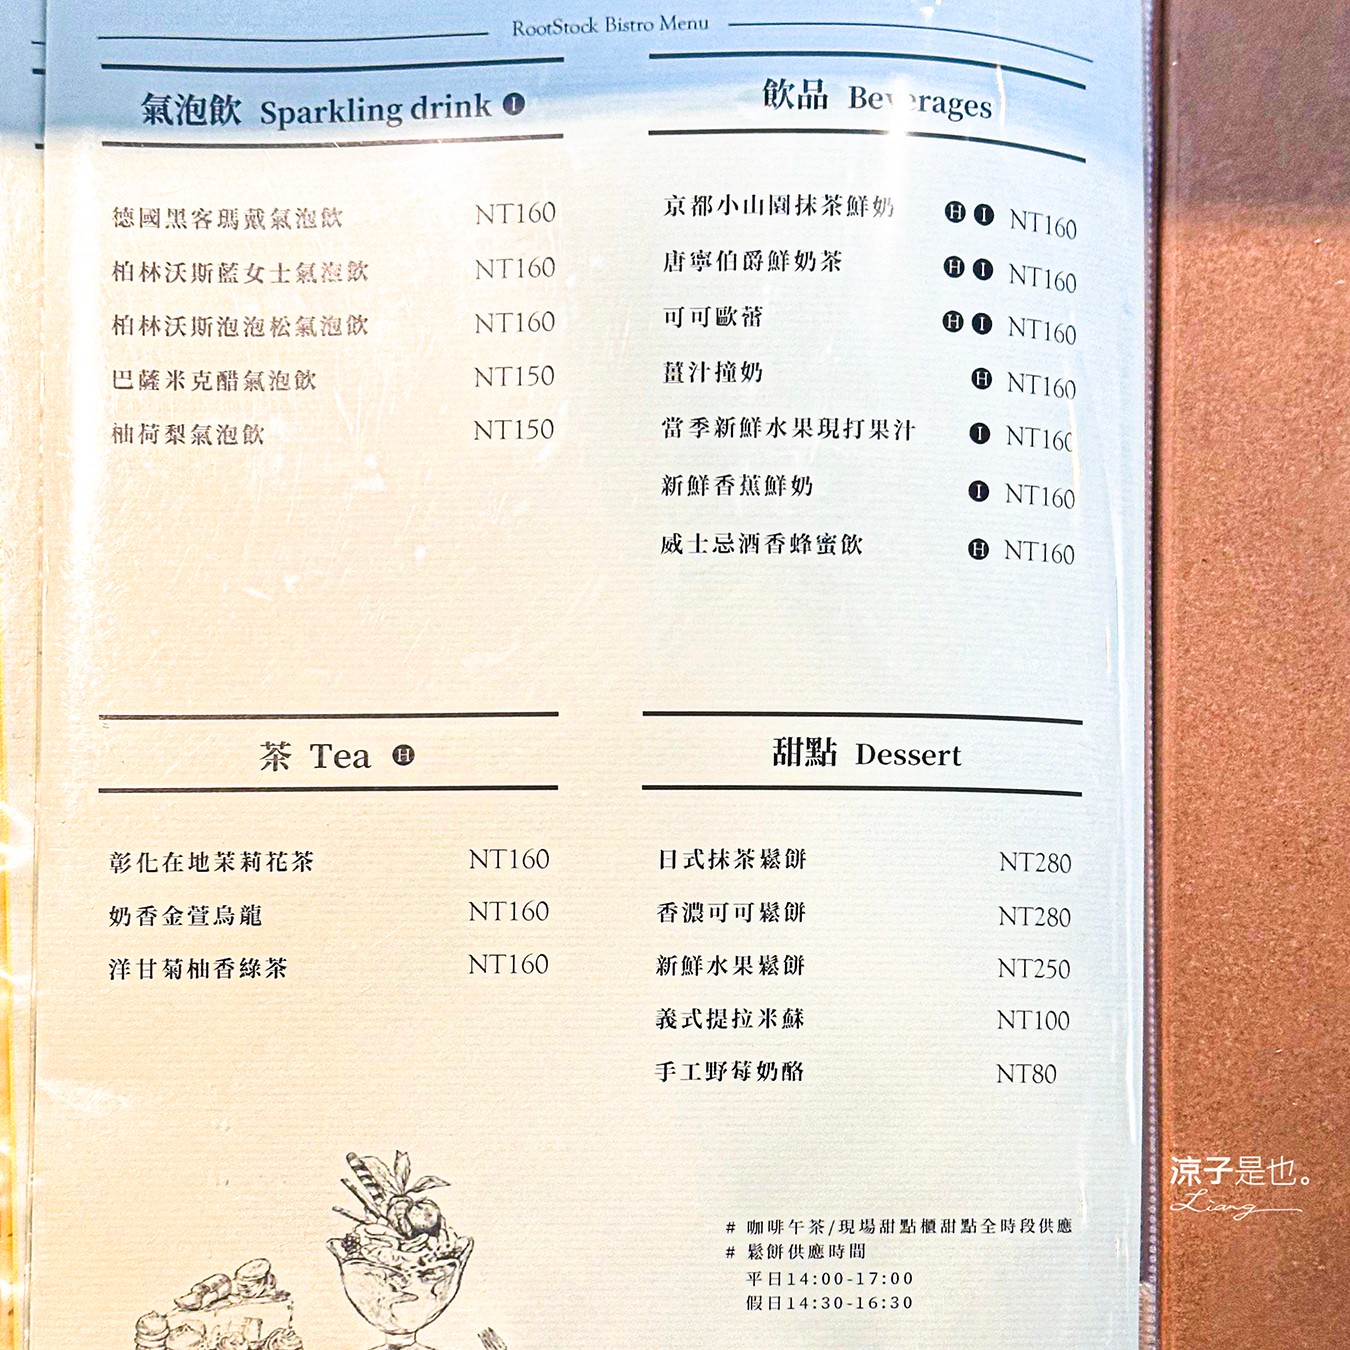 RootStock Bistro Menu
氣泡飲 Sparkling drink I
德國黑客瑪戴氣泡飲 NT160
柏林沃斯藍女士氣泡飲 NT160
柏林沃斯泡泡松氣泡飲 NT160
巴薩米克醋氣泡飲 NT150
柚荷梨氣泡飲 NT150
飲品 Beverages
京都小山園抹茶鮮奶 H I NT160
唐寧伯爵鮮奶茶 H I NT160
可可歐蕾 H I NT160
薑汁撞奶 H NT160
當季新鮮水果現打果汁 I NT160
新鮮香蕉鮮奶 I NT160
威士忌酒香蜂蜜飲 H NT160
茶 Tea H
彰化在地茉莉花茶 NT160
奶香金萱烏龍 NT160
洋甘菊柚香綠茶 NT160
甜點 Dessert
日式抹茶鬆餅 NT280
香濃可可鬆餅 NT280
新鮮水果鬆餅 NT250
義式提拉米蘇 NT100
手工野莓奶酪 NT80
# 咖啡午茶/現場甜點櫃甜點全時段供應
# 鬆餅供應時間
平日14:00-17:00
假日14:30-16:30
涼子是也。
Liang